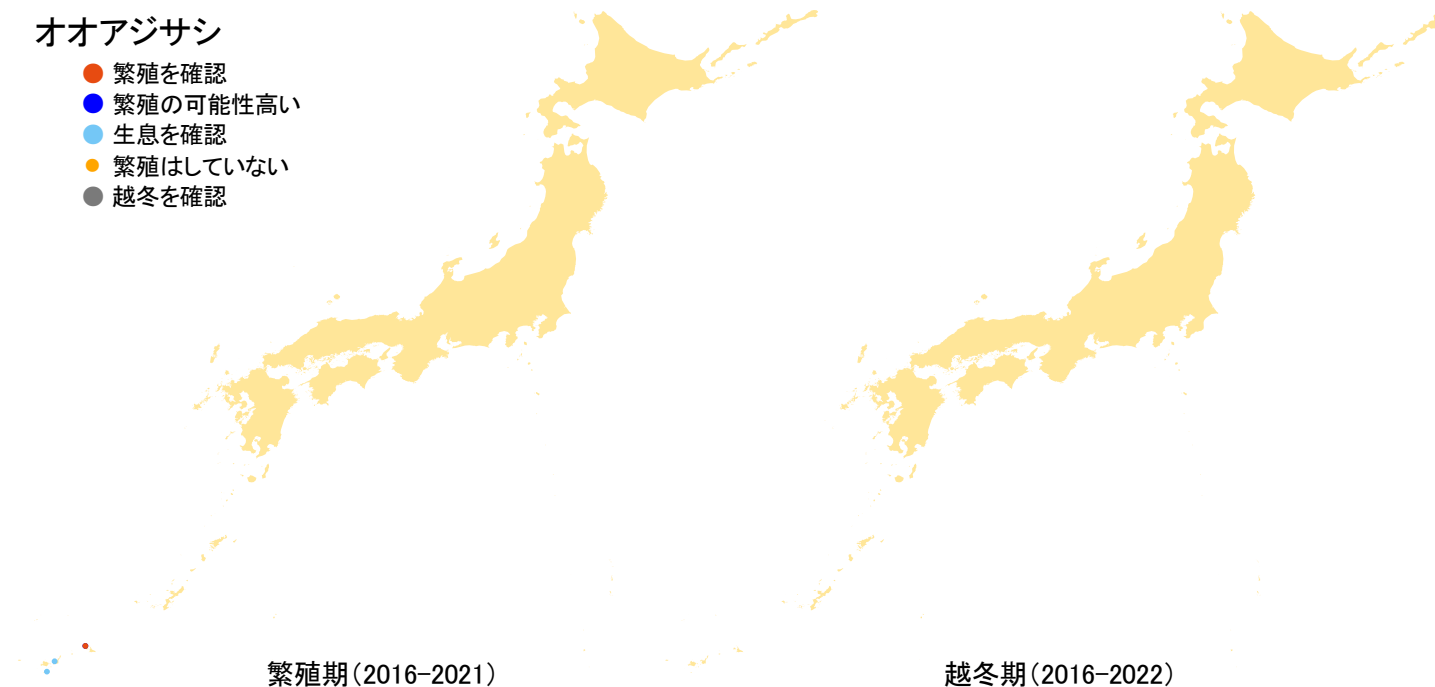 オオアジサシ
繁殖を確認
繁殖の可能性高い
生息を確認
繁殖はしていない
越冬を確認
繁殖期(2016-2021)
越冬期(2016-2022)